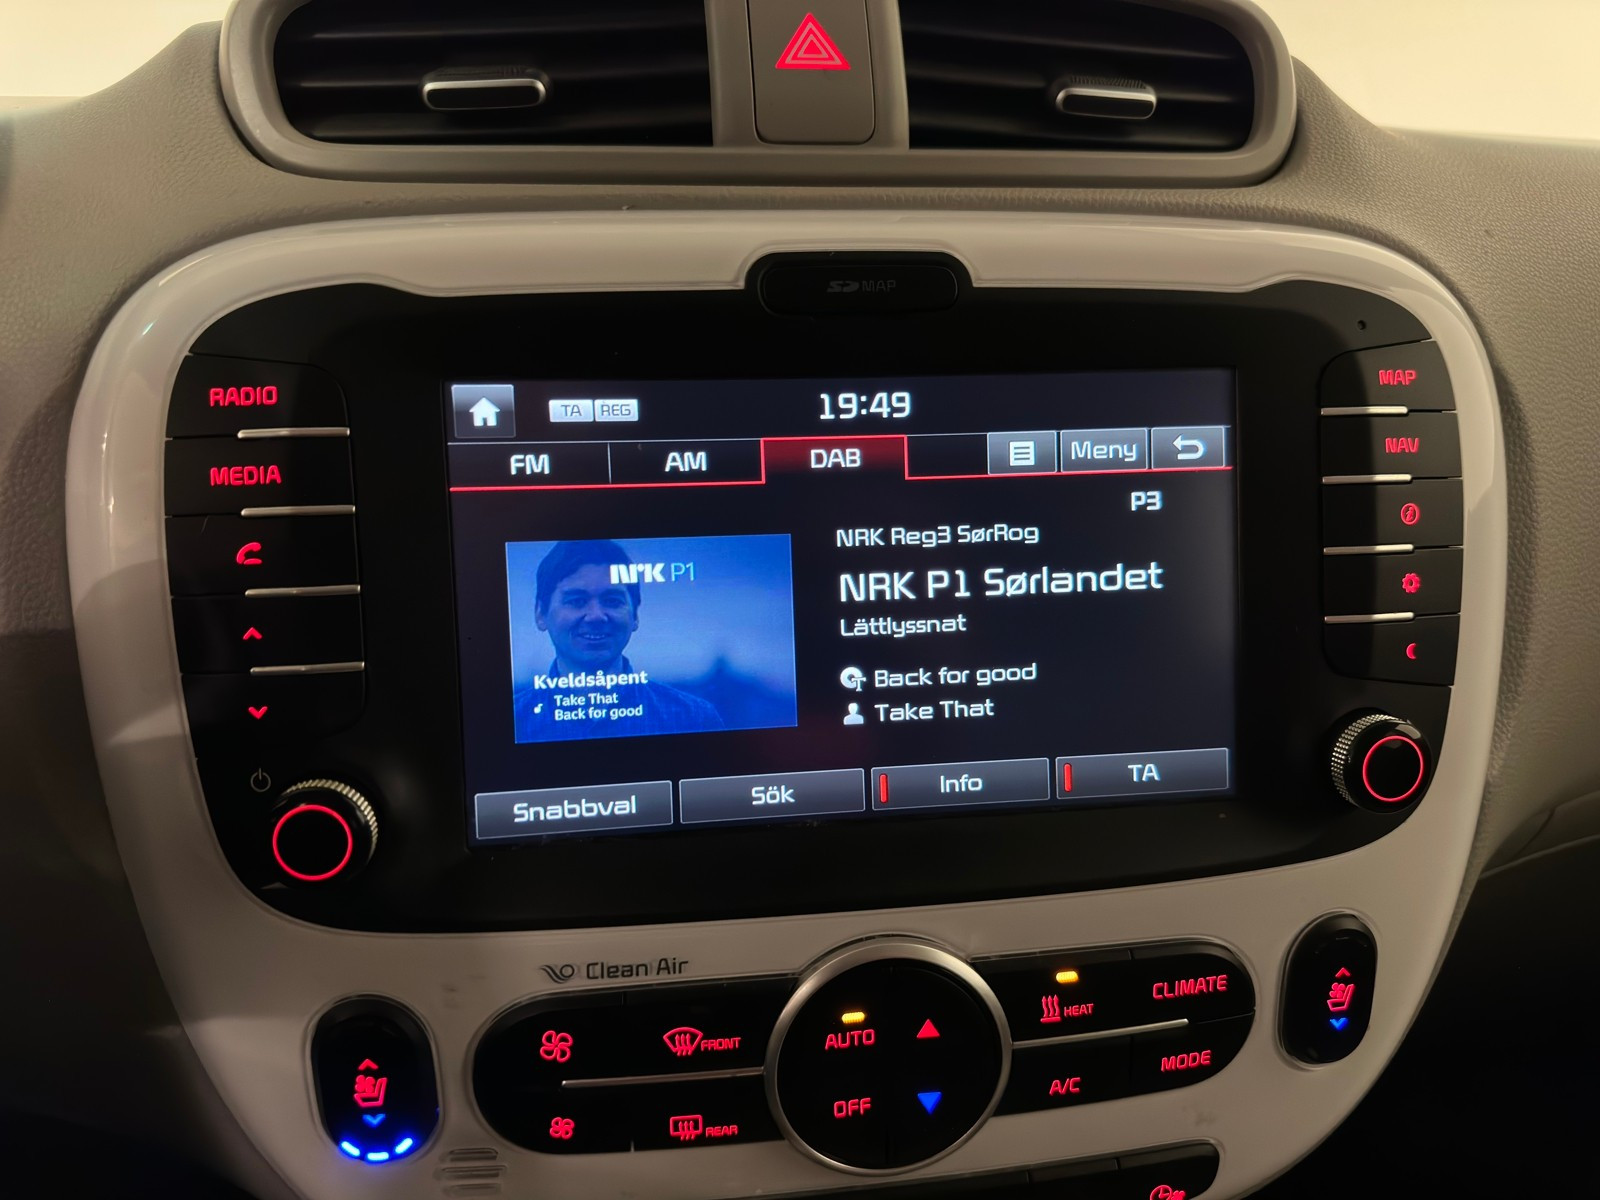 SD MAP
RADIO
MEDIA
MAP
NAV
TA REG 19:49
FM AM DAB Meny
P3
NRK Reg3 SørRog
NRK P1 Sørlandet
Lättlyssnat
Back for good
Take That
NRK P1
Kveldsåpent
Take That
Back for good
Snabbval Sök Info TA
Clean Air
FRONT
REAR
AUTO
OFF
HEAT
CLIMATE
A/C
MODE